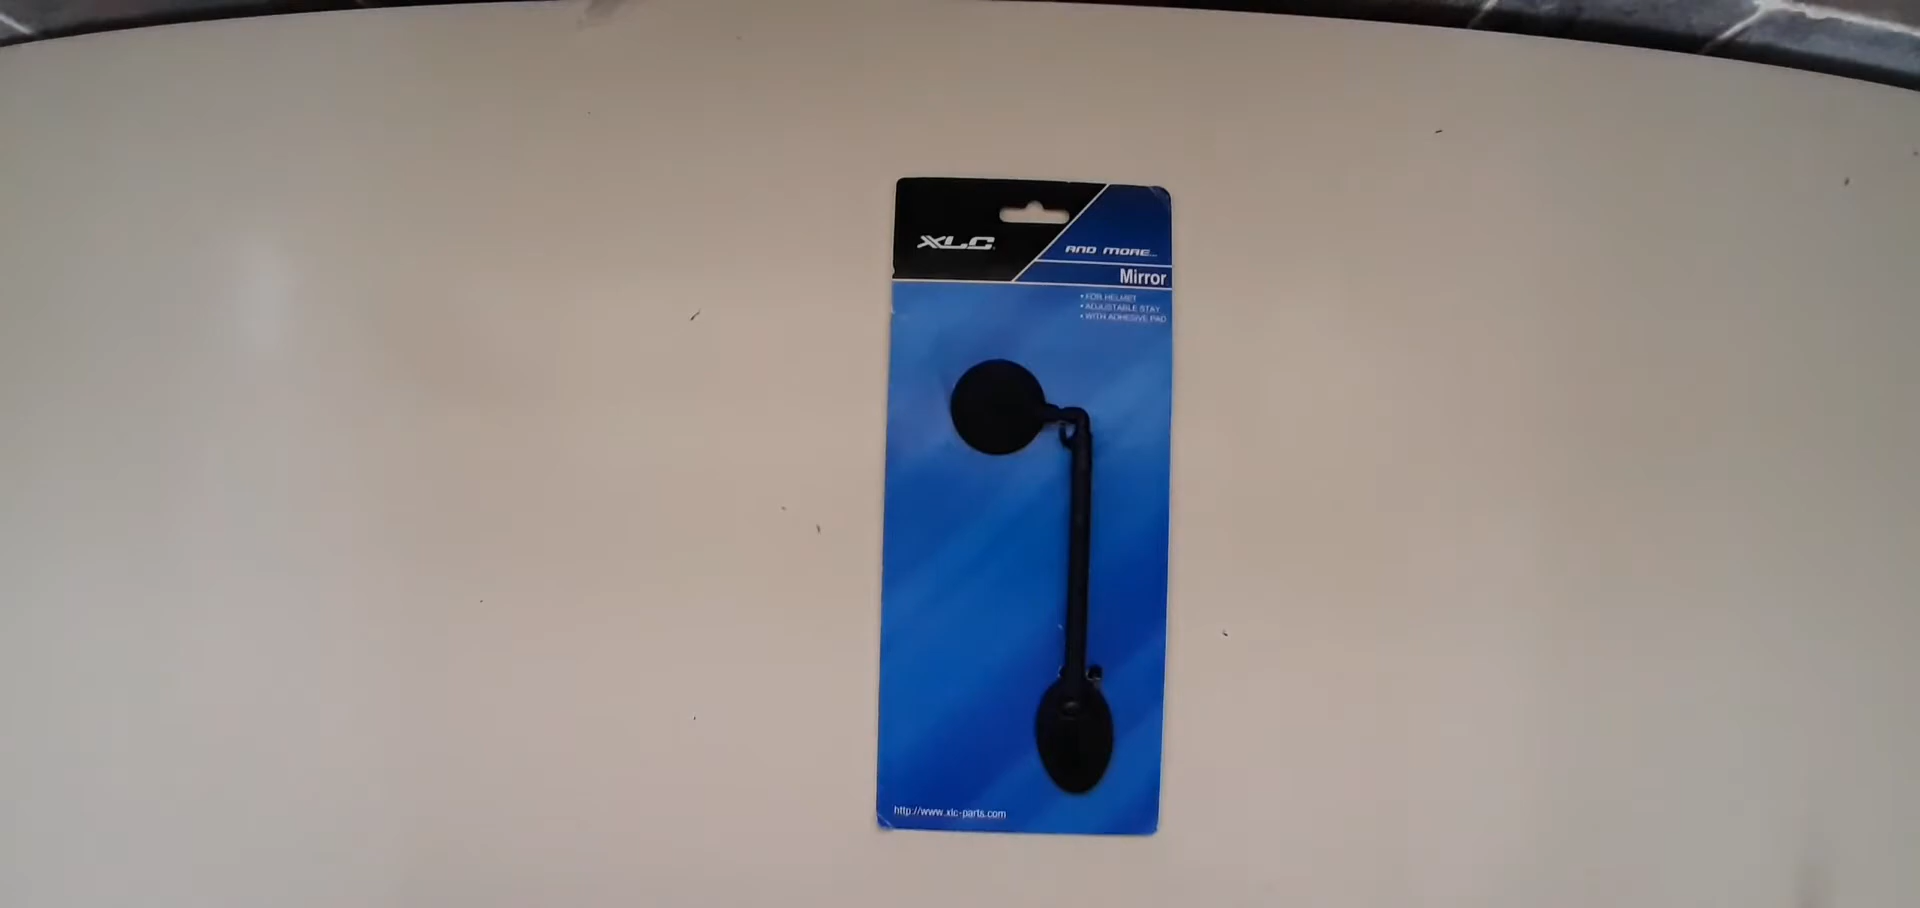 XLC
AND MORE...
Mirror
• FOR HELMET
• ADJUSTABLE STAY
• WITH ADHESIVE PAD
http://www.xlc-parts.com